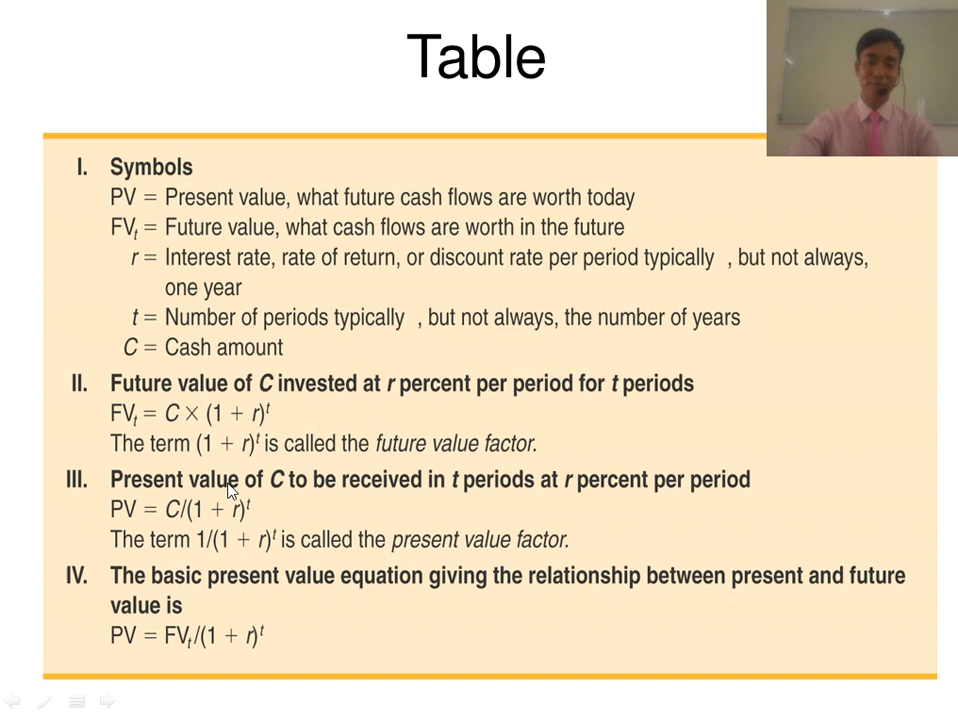 Table
I. Symbols
PV = Present value, what future cash flows are worth today
FVₜ = Future value, what cash flows are worth in the future
r = Interest rate, rate of return, or discount rate per period typically , but not always,
one year
t = Number of periods typically , but not always, the number of years
C = Cash amount
II. Future value of C invested at r percent per period for t periods
FVₜ = C × (1 + r)ᵗ
The term (1 + r)ᵗ is called the future value factor.
III. Present value of C to be received in t periods at r percent per period
PV = C/(1 + r)ᵗ
The term 1/(1 + r)ᵗ is called the present value factor.
IV. The basic present value equation giving the relationship between present and future
value is
PV = FVₜ/(1 + r)ᵗ